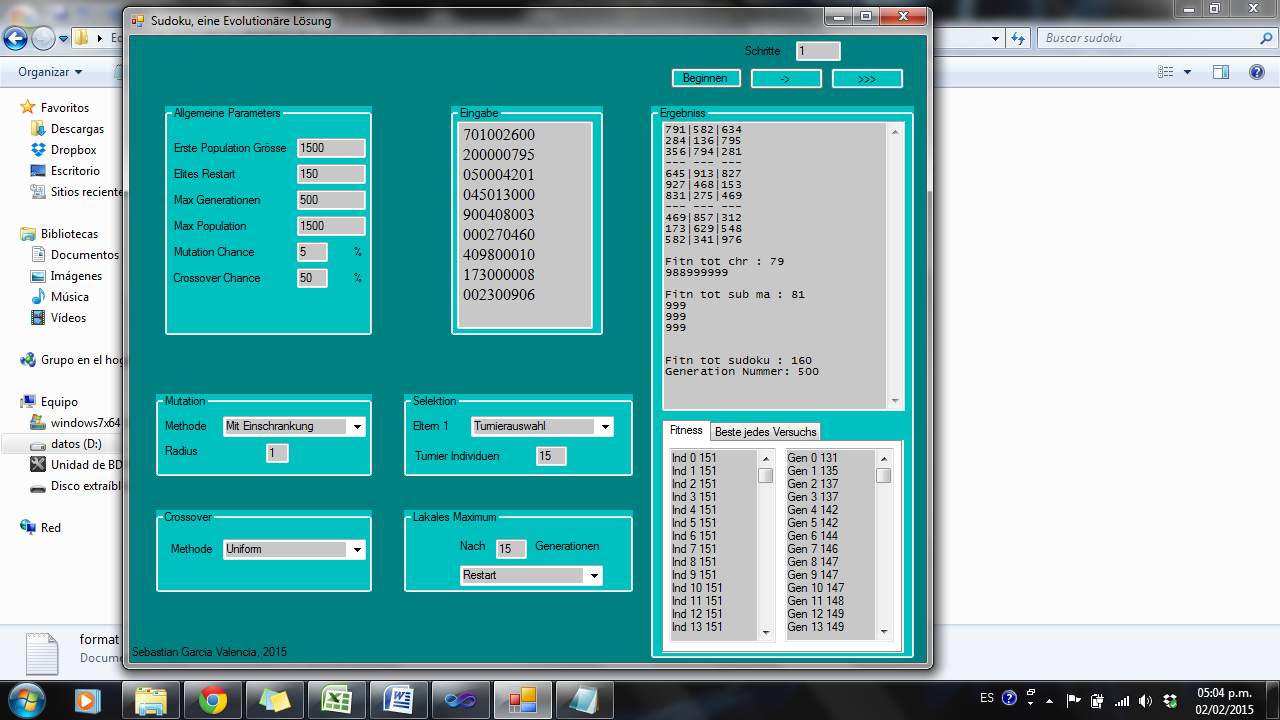 Sudoku, eine Evolutionäre Lösung
Buscar sudoku
Organizar
Favoritos
Descargas
Dropbox
Escritorio
Sitios reciente
Bibliotecas
Documentos
Imágenes
Música
Vídeos
Grupo en el hog
Equipo
windows7x64
datos (D:)
Unidad de BD
Disco extraíbl
Red
format
Docume
Schritte 1
Beginnen -> >>>
Allgemeine Parameters
Erste Population Grösse 1500
Elites Restart 150
Max Generationen 500
Max Population 1500
Mutation Chance 5 %
Crossover Chance 50 %
Eingabe
701002600
200000795
050004201
045013000
900408003
000270460
409800010
173000008
002300906
Ergebniss
791|582|634
284|136|795
356|794|281
--- --- ---
645|913|827
927|468|153
831|275|469
--- --- ---
469|857|312
173|629|548
582|341|976
Fitn tot chr : 79
988999999
Fitn tot sub ma : 81
999
999
999
Fitn tot sudoku : 160
Generation Nummer: 500
Mutation
Methode Mit Einschrankung
Radius 1
Selektion
Eltern 1 Turnierauswahl
Turnier Individuen 15
Crossover
Methode Uniform
Lakales Maximum
Nach 15 Generationen
Restart
Fitness Beste jedes Versuchs
Ind 0 151
Ind 1 151
Ind 2 151
Ind 3 151
Ind 4 151
Ind 5 151
Ind 6 151
Ind 7 151
Ind 8 151
Ind 9 151
Ind 10 151
Ind 11 151
Ind 12 151
Ind 13 151
Gen 0 131
Gen 1 135
Gen 2 137
Gen 3 137
Gen 4 142
Gen 5 142
Gen 6 144
Gen 7 146
Gen 8 147
Gen 9 147
Gen 10 147
Gen 11 148
Gen 12 149
Gen 13 149
Sebastian Garcia Valencia, 2015
ES
05:04 p.m.
02/02/2015